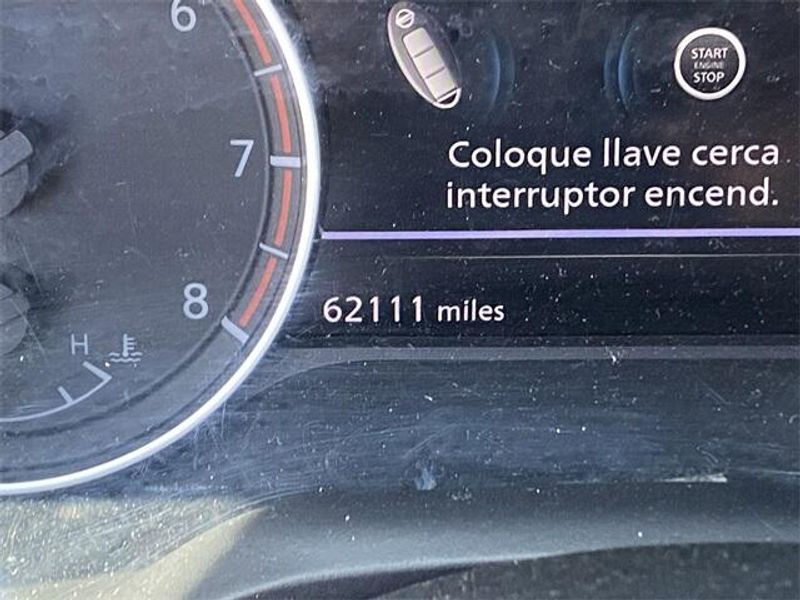 6
START
ENGINE
STOP
7
Coloque llave cerca
interruptor encend.
8
62111 miles
H